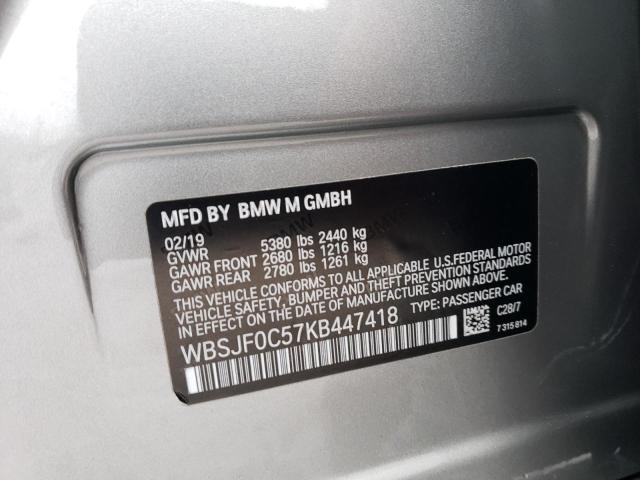 MFD BY BMW M GMBH
02/19
GVWR 5380 lbs 2440 kg
GAWR FRONT 2680 lbs 1216 kg
GAWR REAR 2780 lbs 1261 kg
THIS VEHICLE CONFORMS TO ALL APPLICABLE U.S.FEDERAL MOTOR
VEHICLE SAFETY, BUMPER AND THEFT PREVENTION STANDARDS
IN EFFECT ON THE DATE OF MANUFACTURE SHOWN ABOVE.
WBSJF0C57KB447418 TYPE: PASSENGER CAR
C28/7
7 315 814